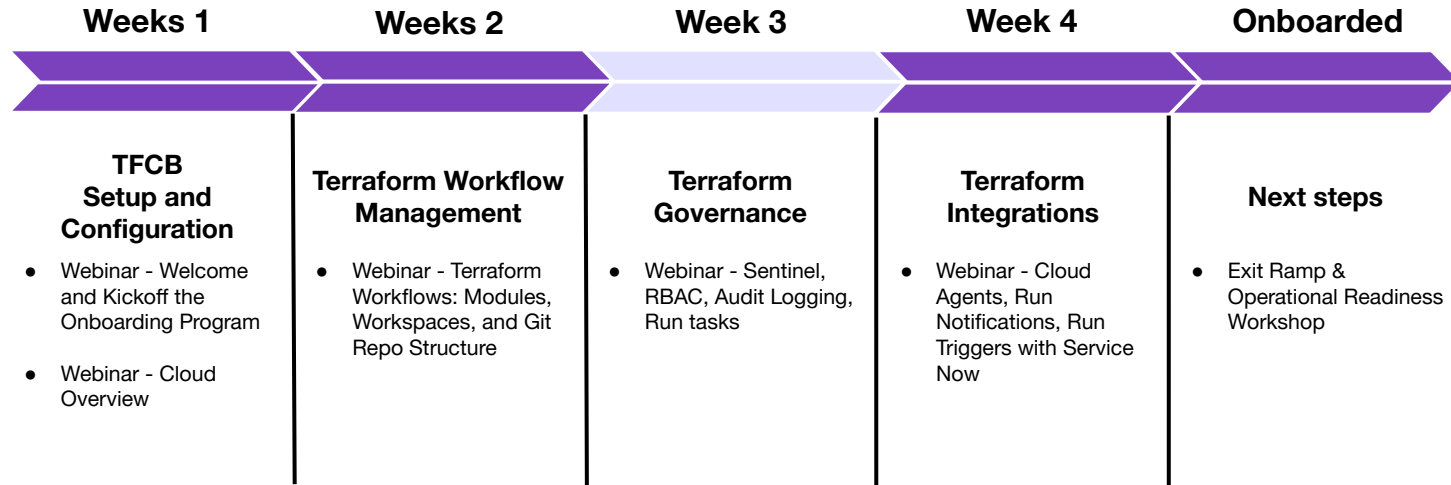 Weeks 1
Weeks 2
Week 3
Week 4
Onboarded
TFCB
Setup and
Configuration
● Webinar - Welcome
and Kickoff the
Onboarding Program
● Webinar - Cloud
Overview
Terraform Workflow
Management
● Webinar - Terraform
Workflows: Modules,
Workspaces, and Git
Repo Structure
Terraform
Governance
● Webinar - Sentinel,
RBAC, Audit Logging,
Run tasks
Terraform
Integrations
● Webinar - Cloud
Agents, Run
Notifications, Run
Triggers with Service
Now
Next steps
● Exit Ramp &
Operational Readiness
Workshop